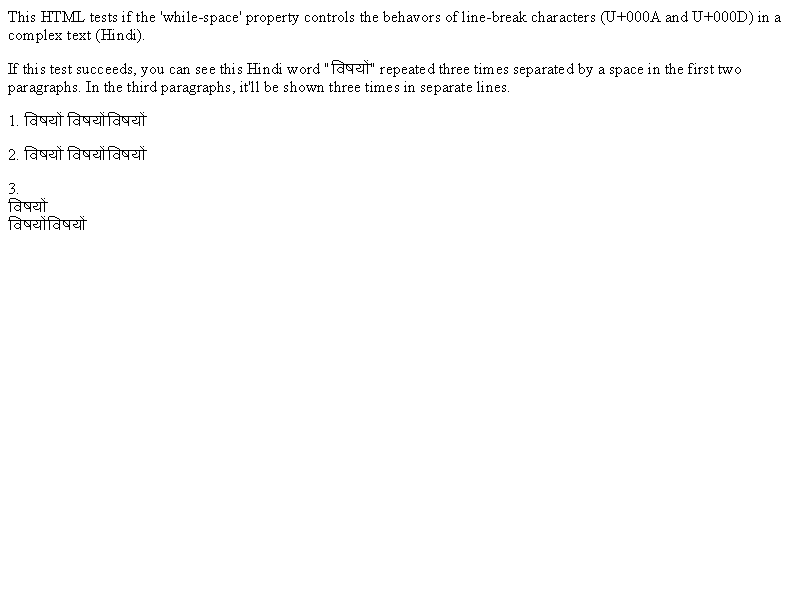 This HTML tests if the 'while-space' property controls the behavors of line-break characters (U+000A and U+000D) in a
complex text (Hindi).
If this test succeeds, you can see this Hindi word "विषयों" repeated three times separated by a space in the first two
paragraphs. In the third paragraphs, it'll be shown three times in separate lines.
1. विषयों विषयोंविषयों
2. विषयों विषयोंविषयों
3.
विषयों
विषयोंविषयों